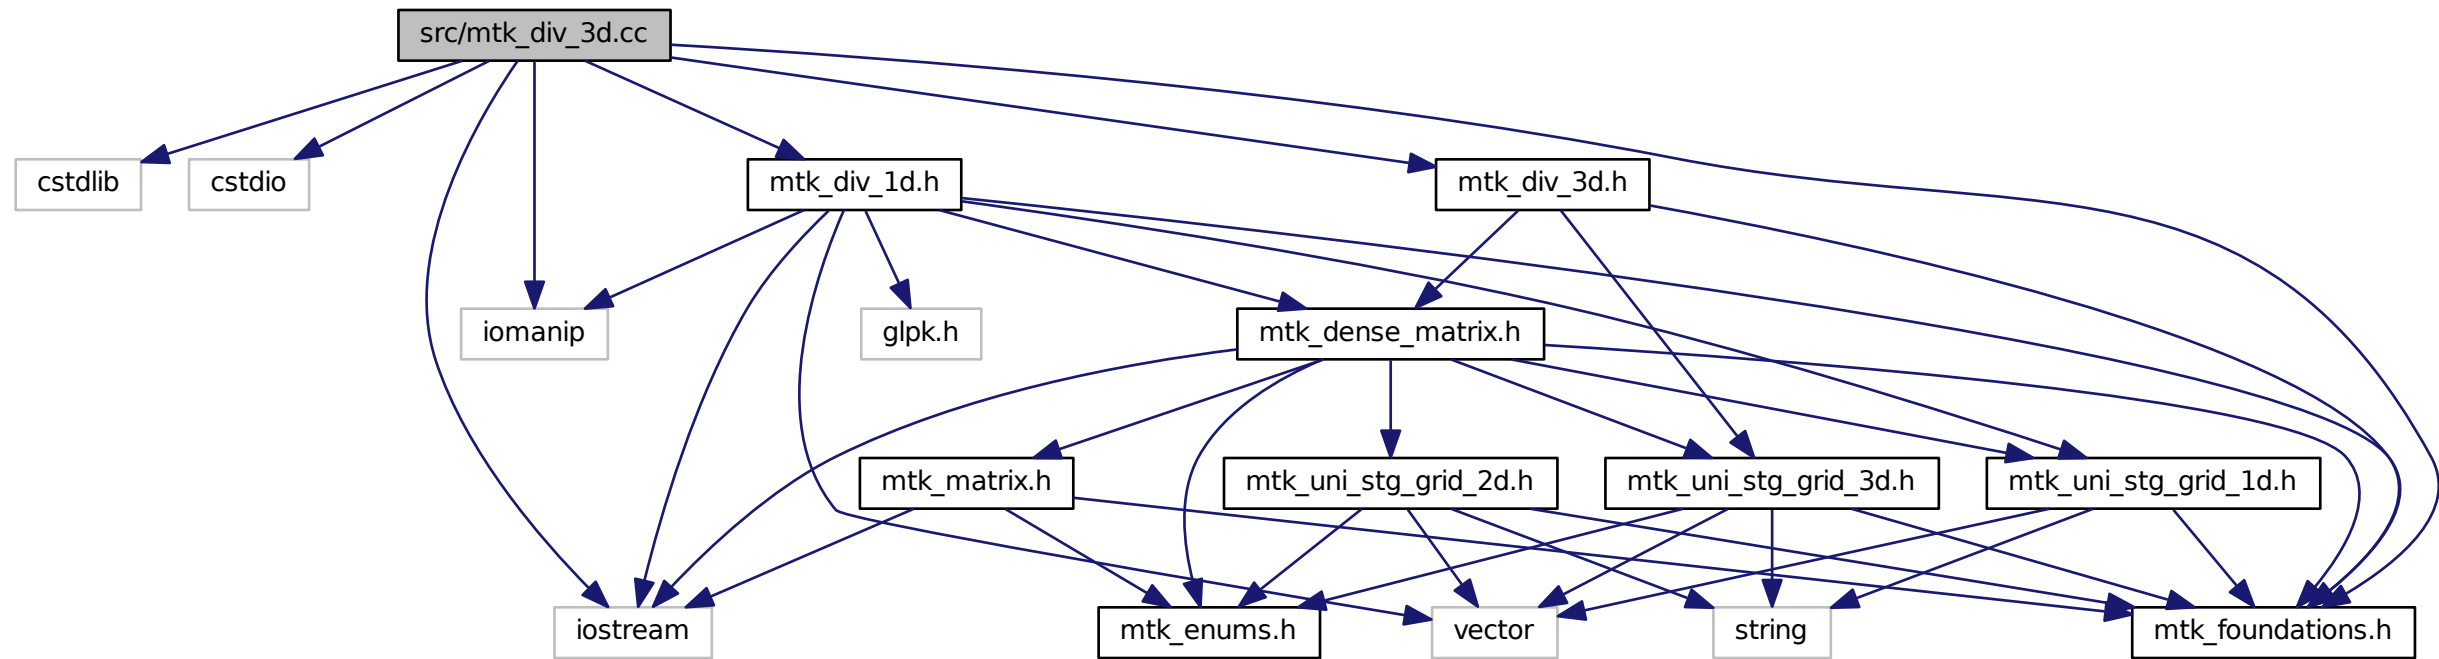 src/mtk_div_3d.cc
cstdlib
cstdio
mtk_div_1d.h
mtk_div_3d.h
iomanip
glpk.h
mtk_dense_matrix.h
mtk_matrix.h
mtk_uni_stg_grid_2d.h
mtk_uni_stg_grid_3d.h
mtk_uni_stg_grid_1d.h
iostream
mtk_enums.h
vector
string
mtk_foundations.h